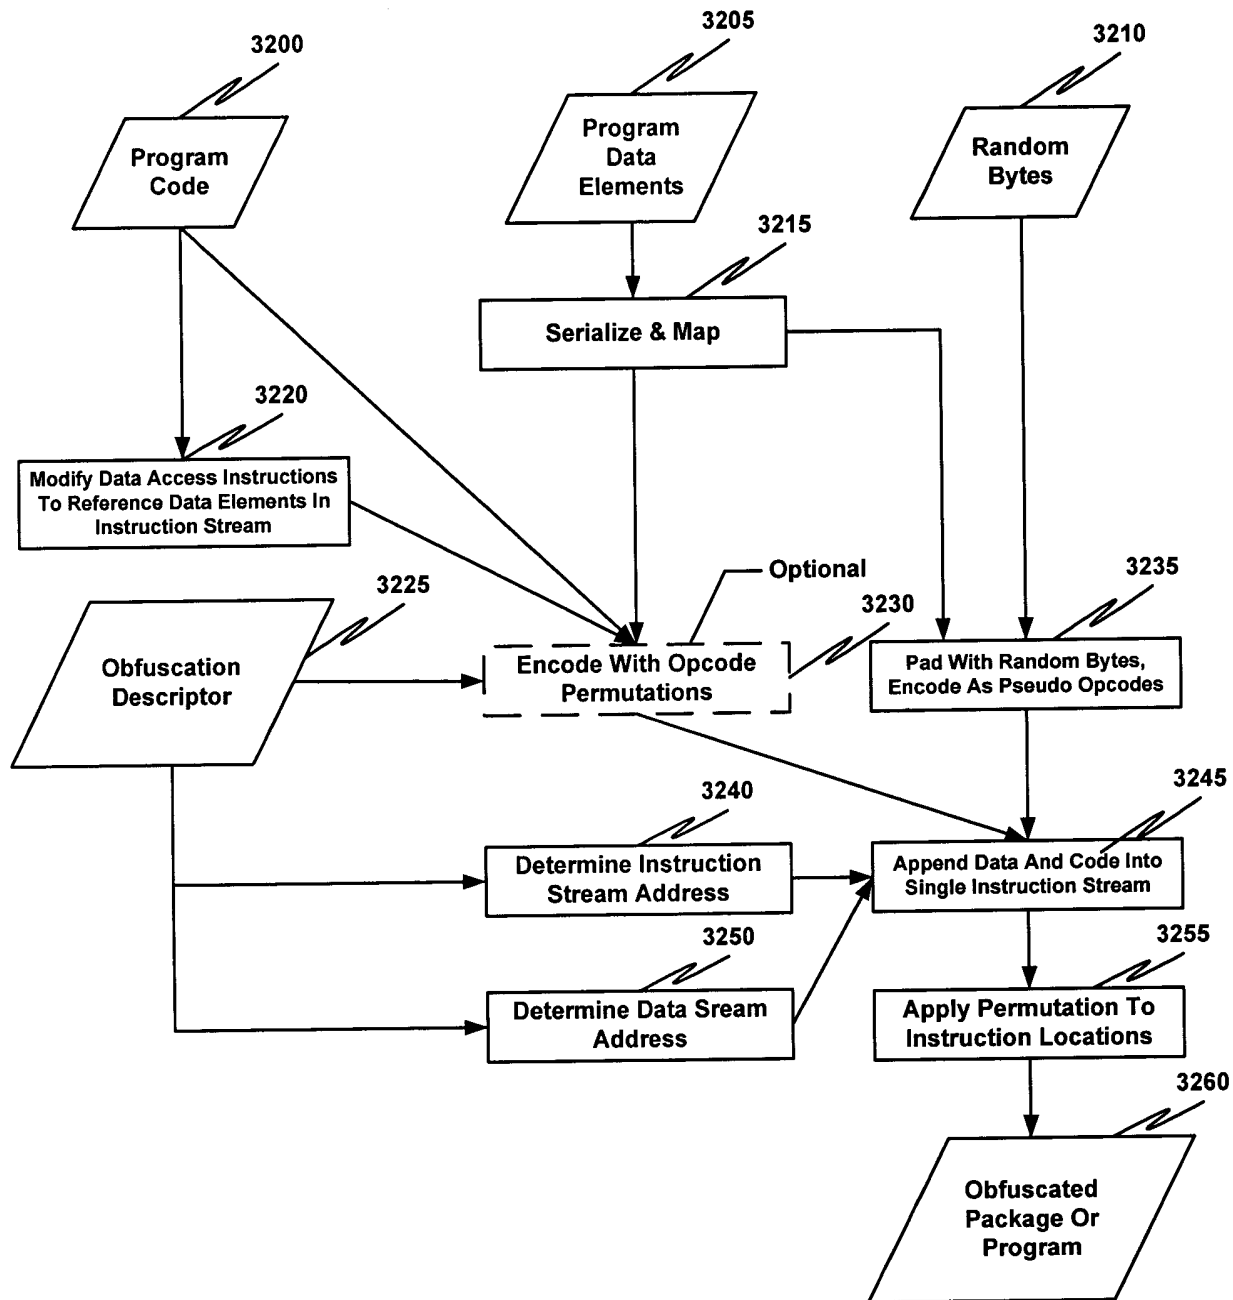 3200
3205
3210
Program
Code
Program
Data
Elements
Random
Bytes
3215
Serialize & Map
3220
Modify Data Access Instructions
To Reference Data Elements In
Instruction Stream
Optional
3225
3230
3235
Obfuscation
Descriptor
Encode With Opcode
Permutations
Pad With Random Bytes,
Encode As Pseudo Opcodes
3240
3245
Determine Instruction
Stream Address
Append Data And Code Into
Single Instruction Stream
3250
3255
Determine Data Sream
Address
Apply Permutation To
Instruction Locations
3260
Obfuscated
Package Or
Program